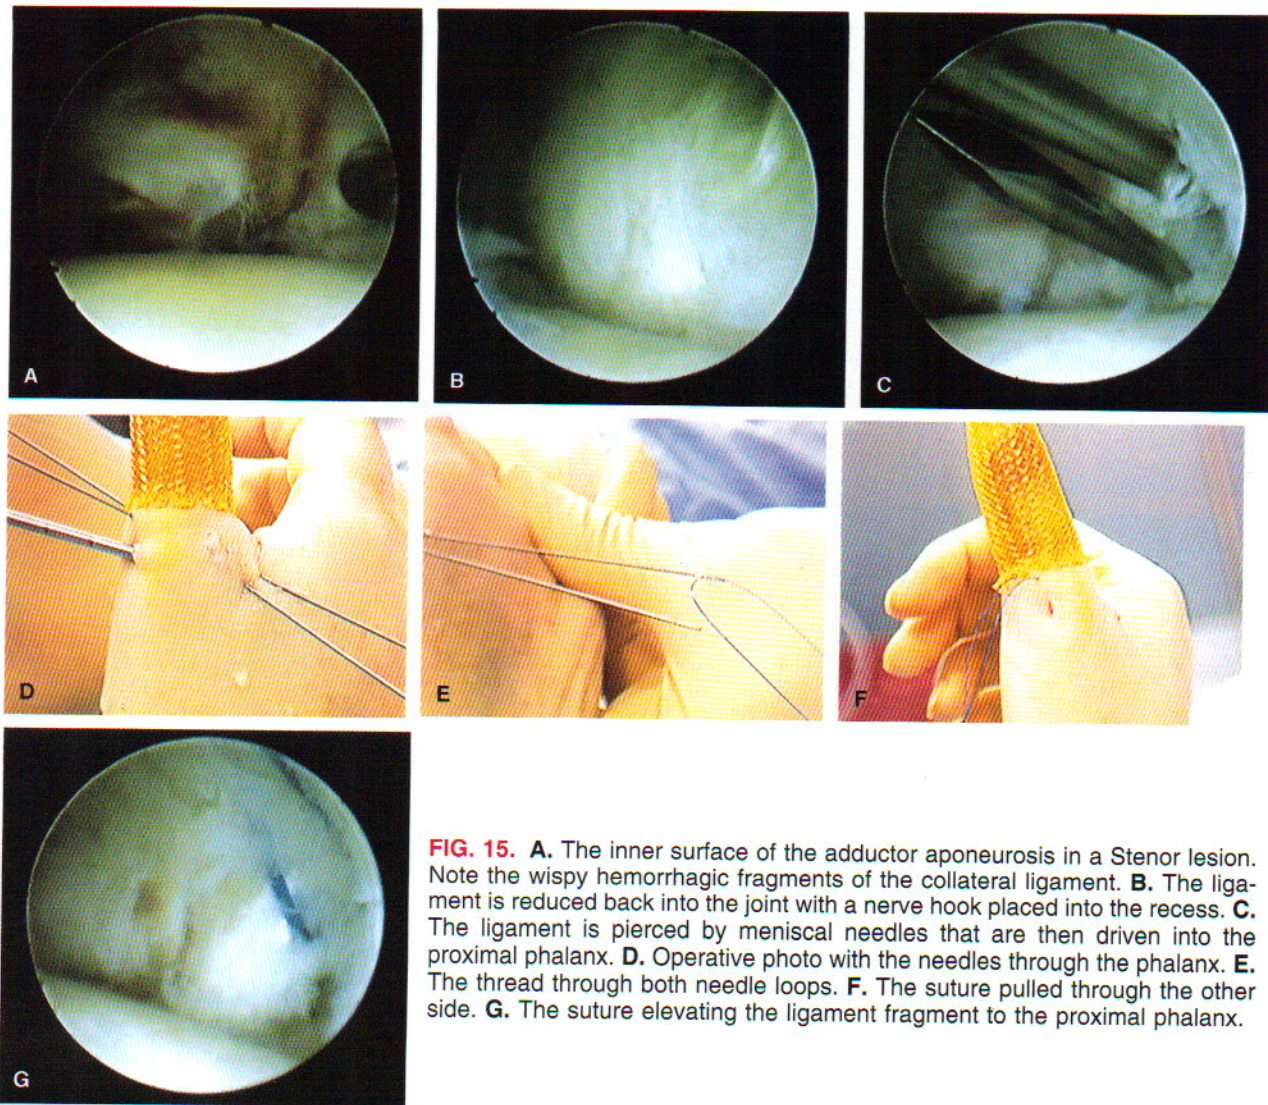 A
B
C
D
E
F
G
FIG. 15. A. The inner surface of the adductor aponeurosis in a Stenor lesion.
Note the wispy hemorrhagic fragments of the collateral ligament. B. The liga-
ment is reduced back into the joint with a nerve hook placed into the recess. C.
The ligament is pierced by meniscal needles that are then driven into the
proximal phalanx. D. Operative photo with the needles through the phalanx. E.
The thread through both needle loops. F. The suture pulled through the other
side. G. The suture elevating the ligament fragment to the proximal phalanx.